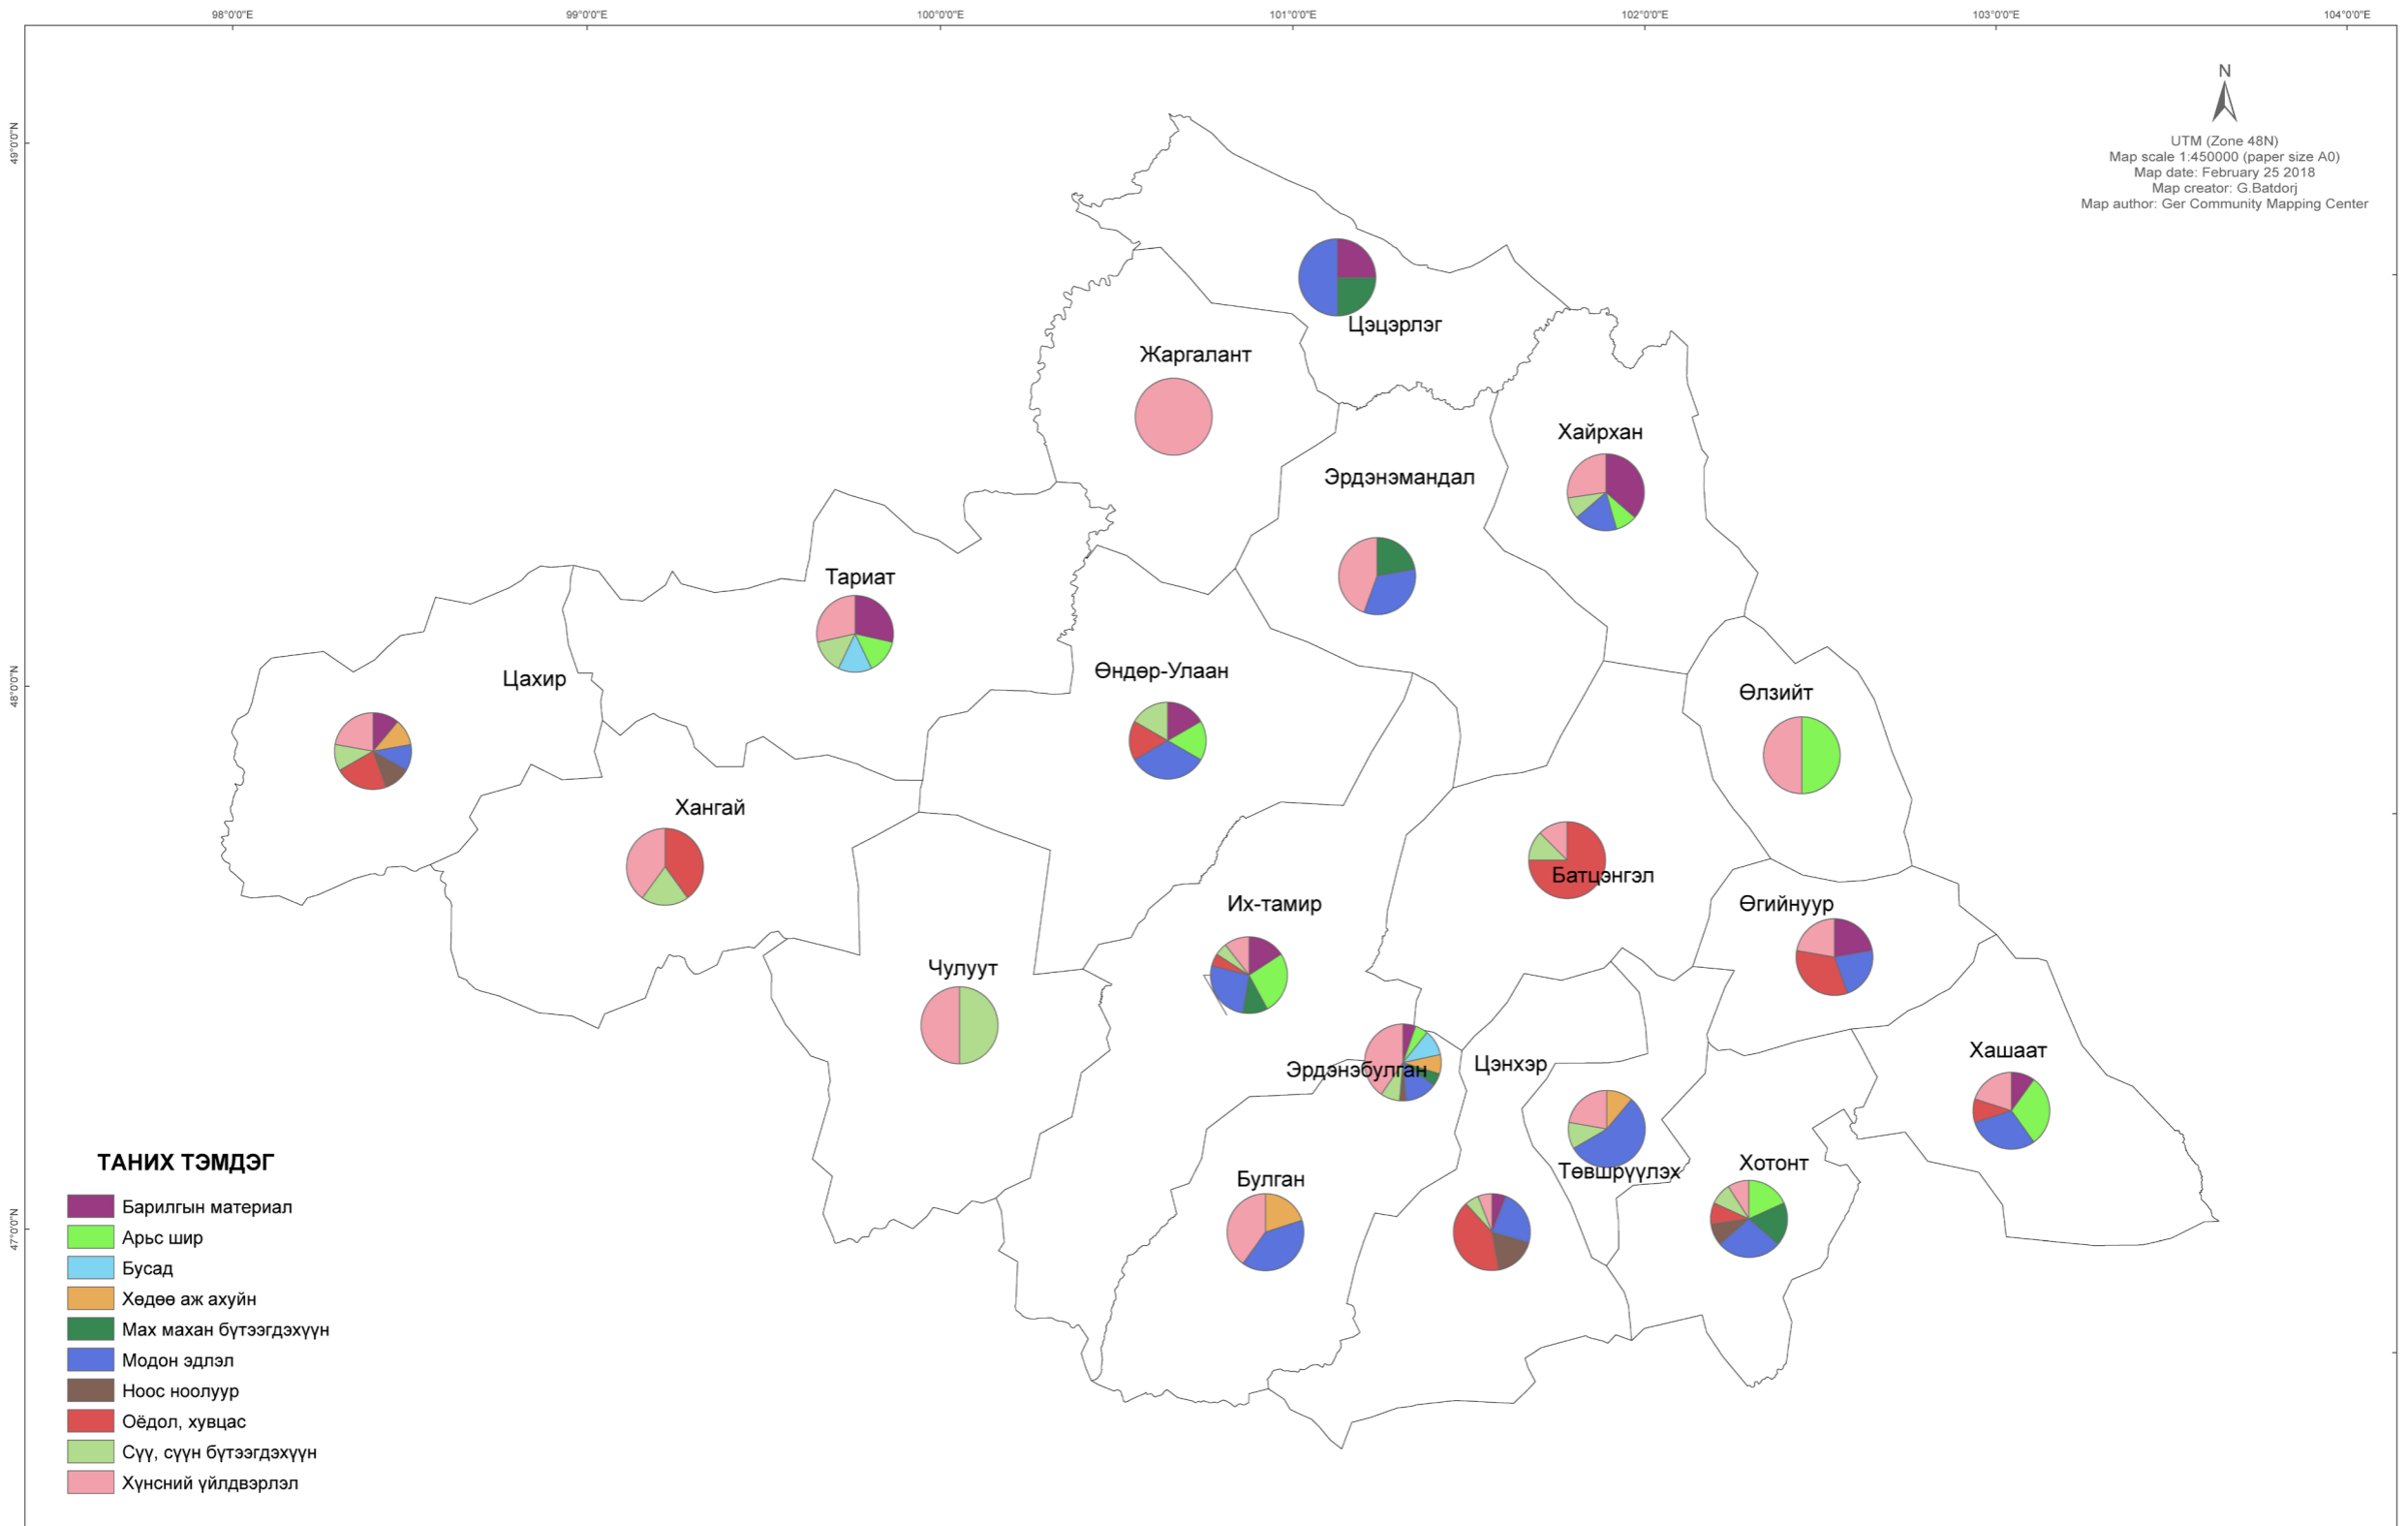 98°0'0"E
99°0'0"E
100°0'0"E
101°0'0"E
102°0'0"E
103°0'0"E
104°0'0"E
N
UTM (Zone 48N)
Map scale 1:450000 (paper size A0)
Map date: February 25 2018
Map creator: G.Batdorj
Map author: Ger Community Mapping Center
49°0'0"N
48°0'0"N
47°0'0"N
Цэцэрлэг
Жаргалант
Хайрхан
Эрдэнэмандал
Тариат
Өндөр-Улаан
Цахир
Өлзийт
Хангай
Батцэнгэл
Их-тамир
Өгийнуур
Чулуут
Хашаат
Эрдэнэбулган
Цэнхэр
Төвшрүүлэх
Хотонт
Булган
ТАНИХ ТЭМДЭГ
Барилгын материал
Арьс шир
Бусад
Хөдөө аж ахуйн
Мах махан бүтээгдэхүүн
Модон эдлэл
Ноос ноолуур
Оёдол, хувцас
Сүү, сүүн бүтээгдэхүүн
Хүнсний үйлдвэрлэл